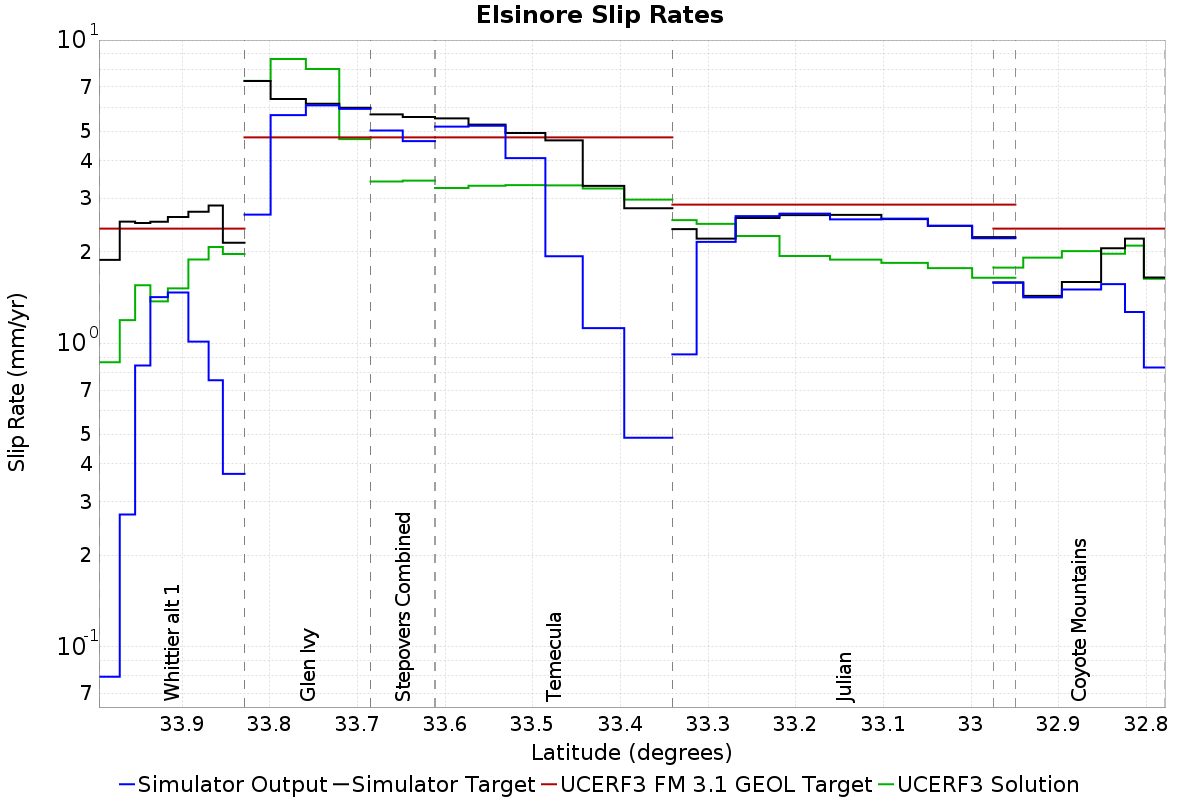 Elsinore Slip Rates
Slip Rate (mm/yr)
10^1
7
5
4
3
2
10^0
7
5
4
3
2
10^-1
7
Whittier alt 1
Glen Ivy
Stepovers Combined
Temecula
Julian
Coyote Mountains
33.9 33.8 33.7 33.6 33.5 33.4 33.3 33.2 33.1 33 32.9 32.8
Latitude (degrees)
Simulator Output Simulator Target UCERF3 FM 3.1 GEOL Target UCERF3 Solution